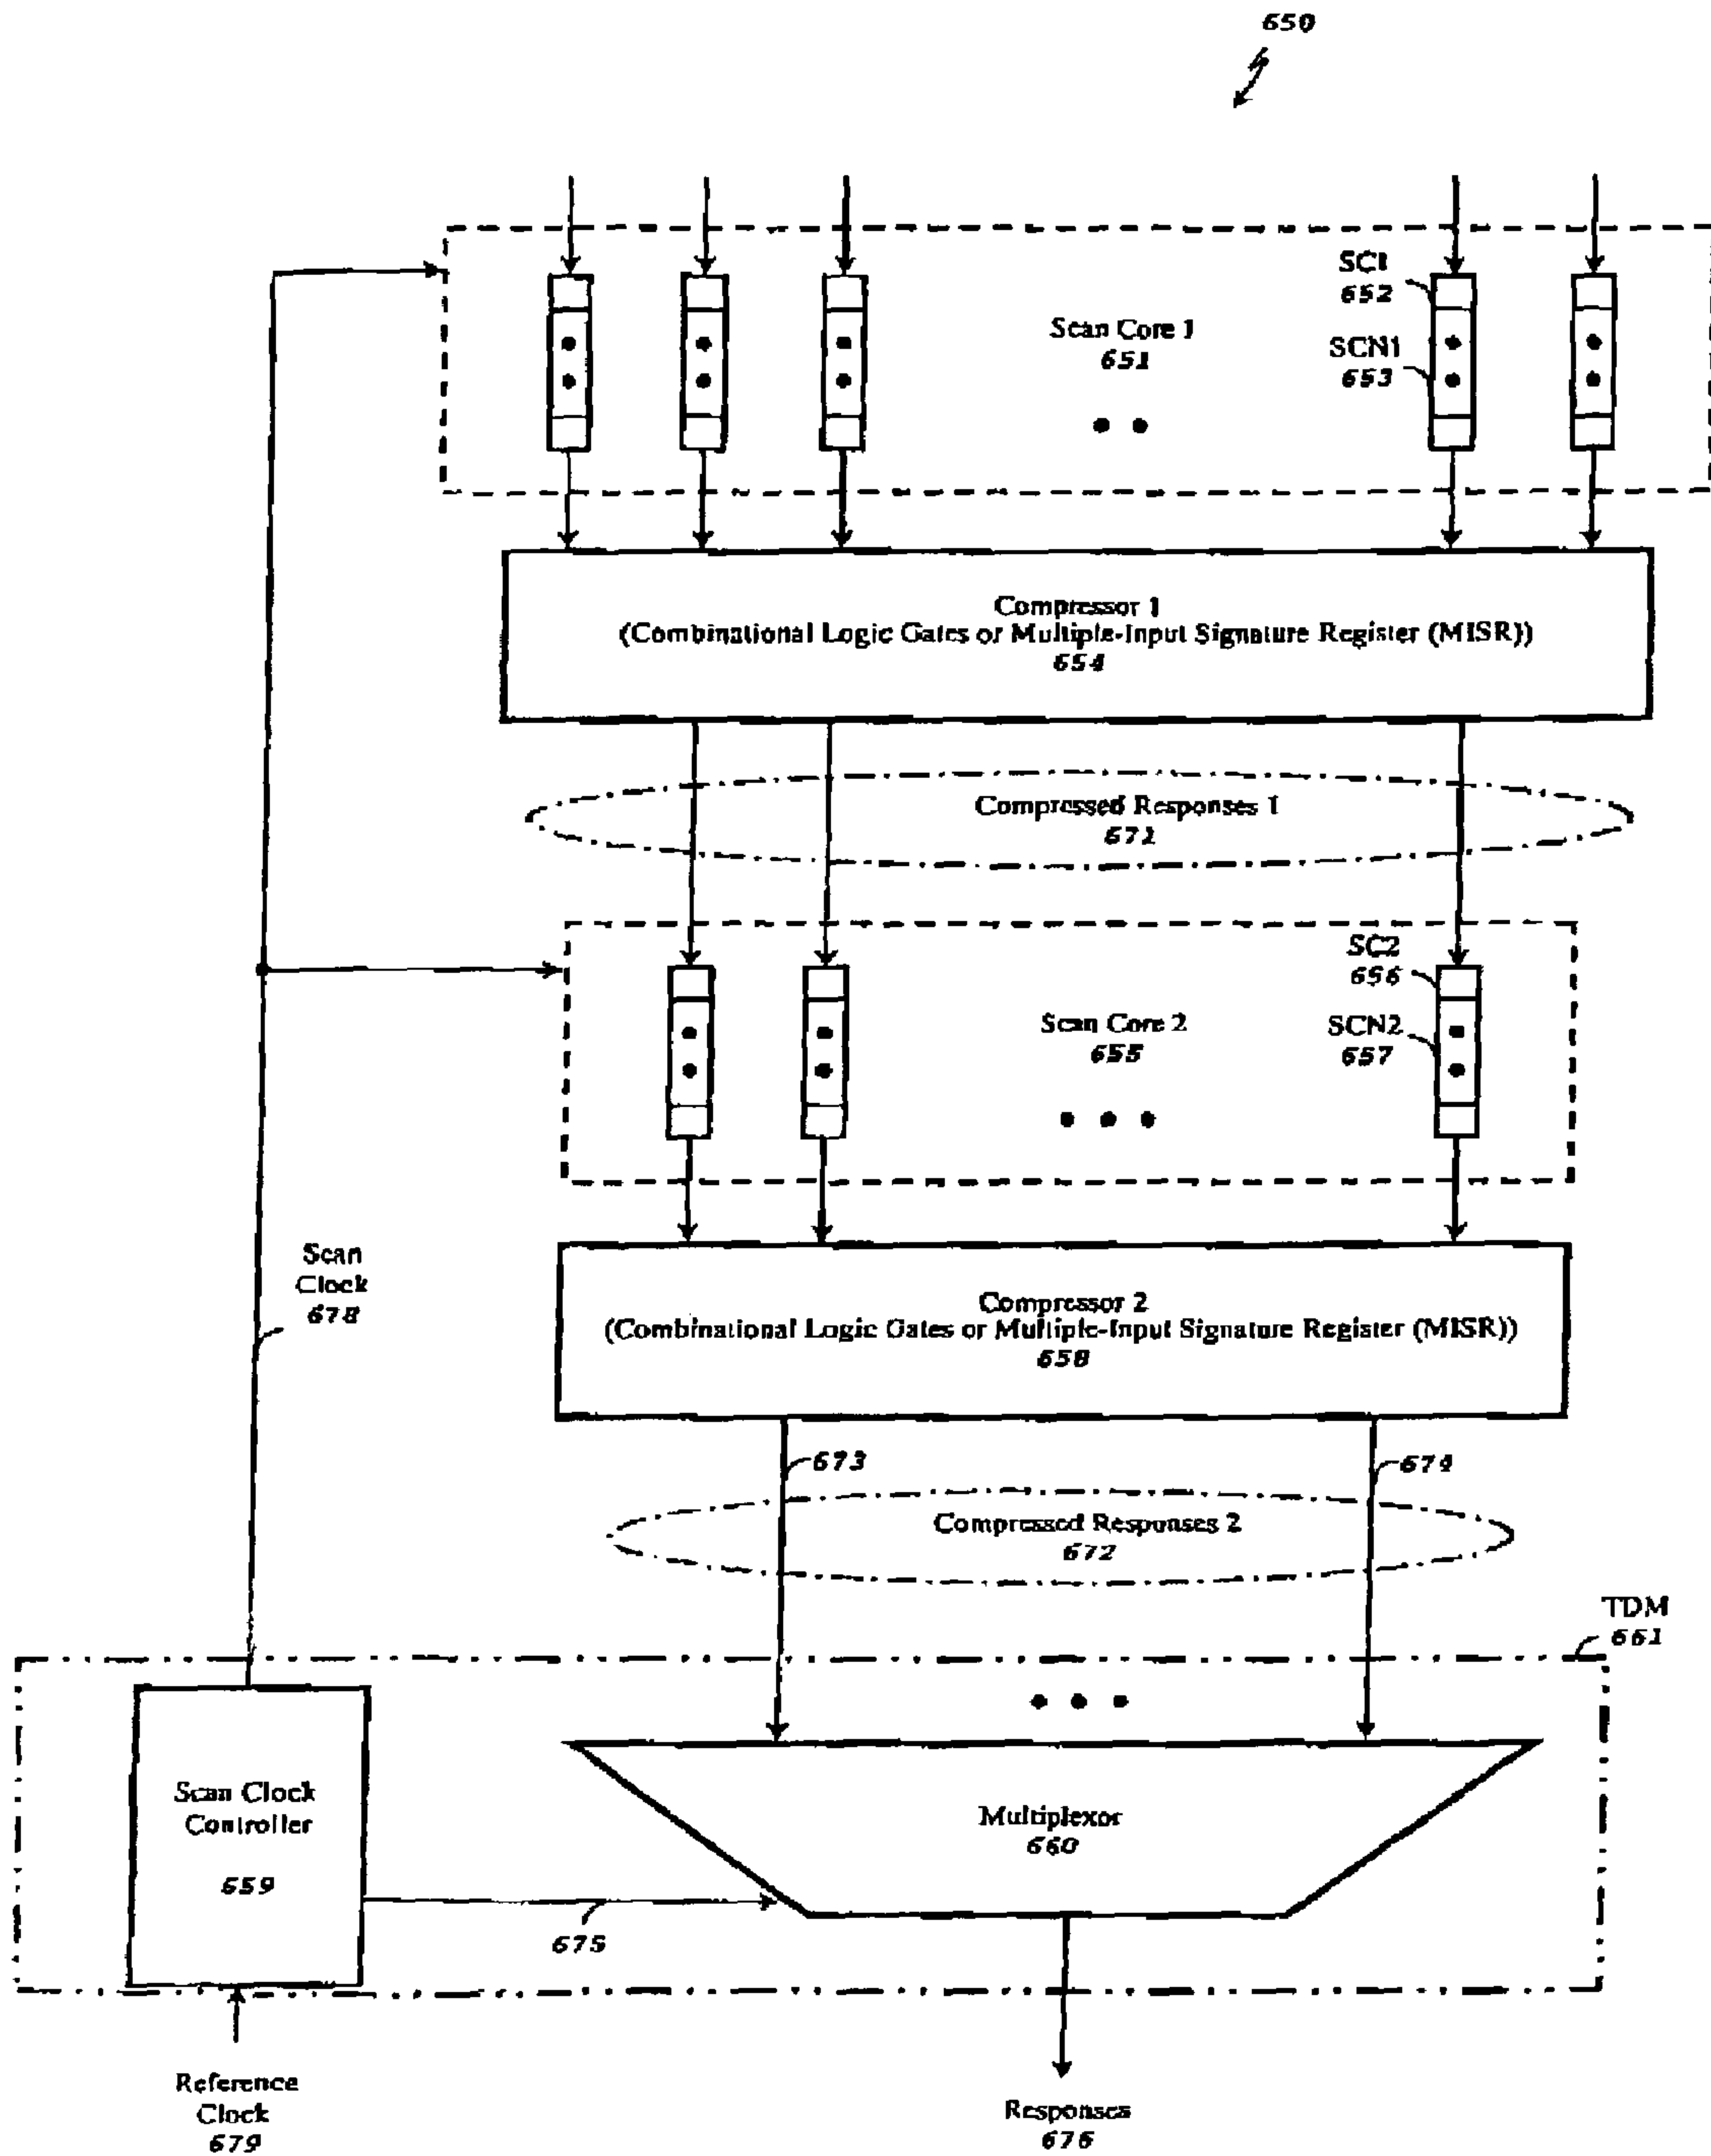 650
SC1
652
Scan Core 1
651
SCN1
653
Compressor 1
(Combinational Logic Gates or Multiple-Input Signature Register (MISR))
654
Compressed Responses 1
671
SC2
656
Scan Core 2
655
SCN2
657
Scan
Clock
678
Compressor 2
(Combinational Logic Gates or Multiple-Input Signature Register (MISR))
658
673
674
Compressed Responses 2
672
TDM
661
Scan Clock
Controller
659
Multiplexor
660
675
Reference
Clock
679
Responses
676